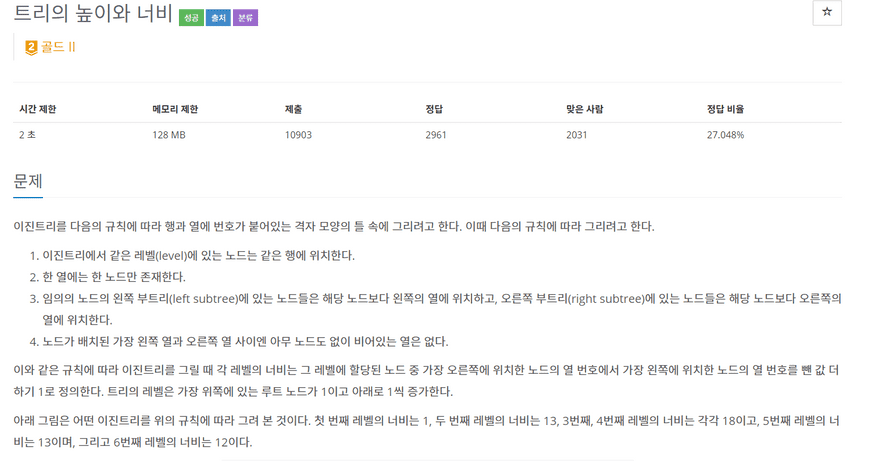 트리의 높이와 너비 성공 출처 분류
☆
2 골드 II
시간 제한 메모리 제한 제출 정답 맞은 사람 정답 비율
2 초 128 MB 10903 2961 2031 27.048%
문제
이진트리를 다음의 규칙에 따라 행과 열에 번호가 붙어있는 격자 모양의 틀 속에 그리려고 한다. 이때 다음의 규칙에 따라 그리려고 한다.
1. 이진트리에서 같은 레벨(level)에 있는 노드는 같은 행에 위치한다.
2. 한 열에는 한 노드만 존재한다.
3. 임의의 노드의 왼쪽 부트리(left subtree)에 있는 노드들은 해당 노드보다 왼쪽의 열에 위치하고, 오른쪽 부트리(right subtree)에 있는 노드들은 해당 노드보다 오른쪽의
열에 위치한다.
4. 노드가 배치된 가장 왼쪽 열과 오른쪽 열 사이엔 아무 노드도 없이 비어있는 열은 없다.
이와 같은 규칙에 따라 이진트리를 그릴 때 각 레벨의 너비는 그 레벨에 할당된 노드 중 가장 오른쪽에 위치한 노드의 열 번호에서 가장 왼쪽에 위치한 노드의 열 번호를 뺀 값 더
하기 1로 정의한다. 트리의 레벨은 가장 위쪽에 있는 루트 노드가 1이고 아래로 1씩 증가한다.
아래 그림은 어떤 이진트리를 위의 규칙에 따라 그려 본 것이다. 첫 번째 레벨의 너비는 1, 두 번째 레벨의 너비는 13, 3번째, 4번째 레벨의 너비는 각각 18이고, 5번째 레벨의 너
비는 13이며, 그리고 6번째 레벨의 너비는 12이다.